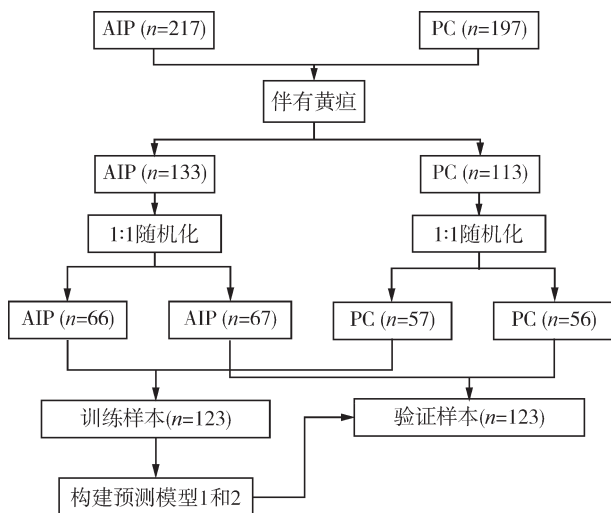 AIP (n=217)
PC (n=197)
伴有黄疸
AIP (n=133)
PC (n=113)
1:1随机化
1:1随机化
AIP (n=66)
AIP (n=67)
PC (n=57)
PC (n=56)
训练样本(n=123)
验证样本(n=123)
构建预测模型1和2